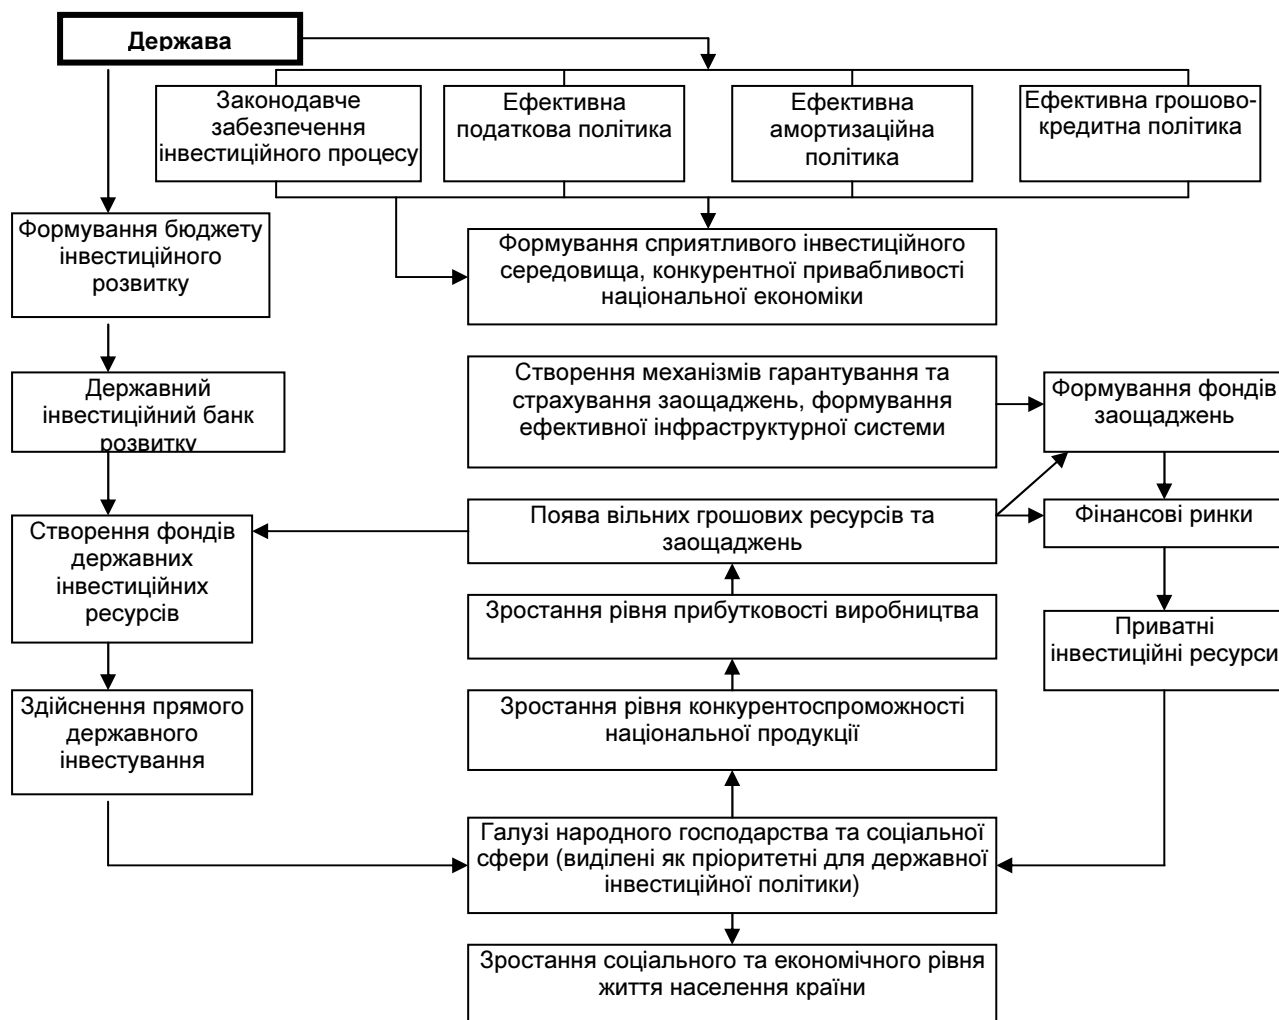 Держава
Законодавче
забезпечення
інвестиційного процесу
Ефективна
податкова політика
Ефективна
амортизаційна
політика
Ефективна грошово-
кредитна політика
Формування бюджету
інвестиційного
розвитку
Формування сприятливого інвестиційного
середовища, конкурентної привабливості
національної економіки
Державний
інвестиційний банк
розвитку
Створення механізмів гарантування та
страхування заощаджень, формування
ефективної інфраструктурної системи
Формування фондів
заощаджень
Створення фондів
державних
інвестиційних
ресурсів
Поява вільних грошових ресурсів та
заощаджень
Фінансові ринки
Зростання рівня прибутковості виробництва
Приватні
інвестиційні ресурси
Здійснення прямого
державного
інвестування
Зростання рівня конкурентоспроможності
національної продукції
Галузі народного господарства та соціальної
сфери (виділені як пріоритетні для державної
інвестиційної політики)
Зростання соціального та економічного рівня
життя населення країни